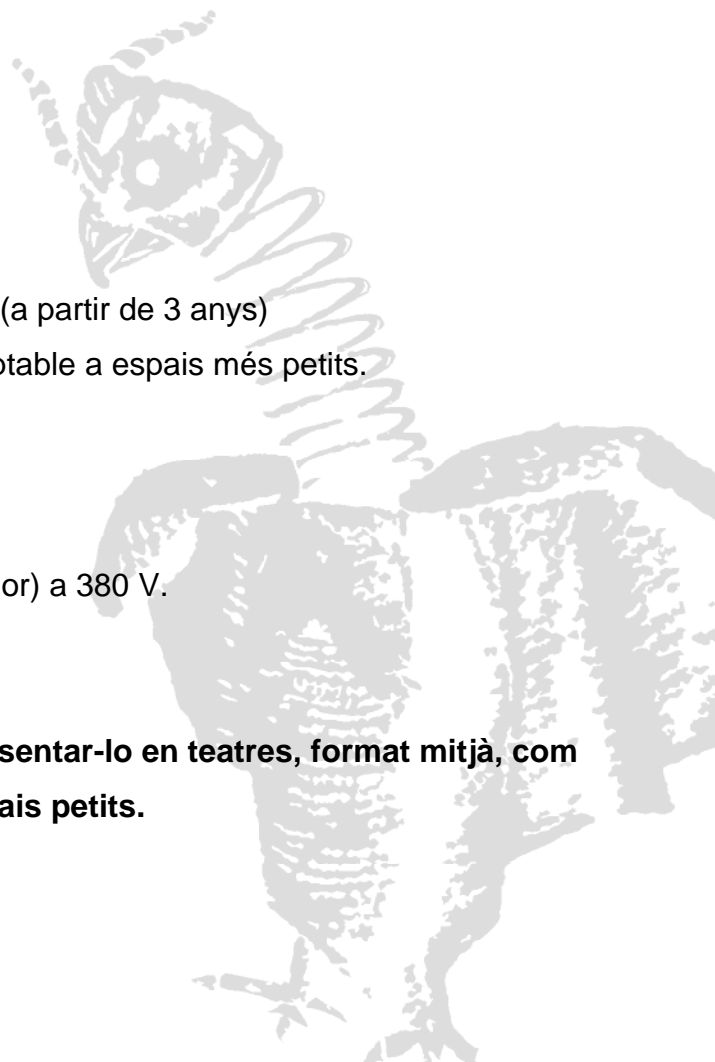 (a partir de 3 anys)
otable a espais més petits.
or) a 380 V.
sentar-lo en teatres, format mitjà, com
ais petits.